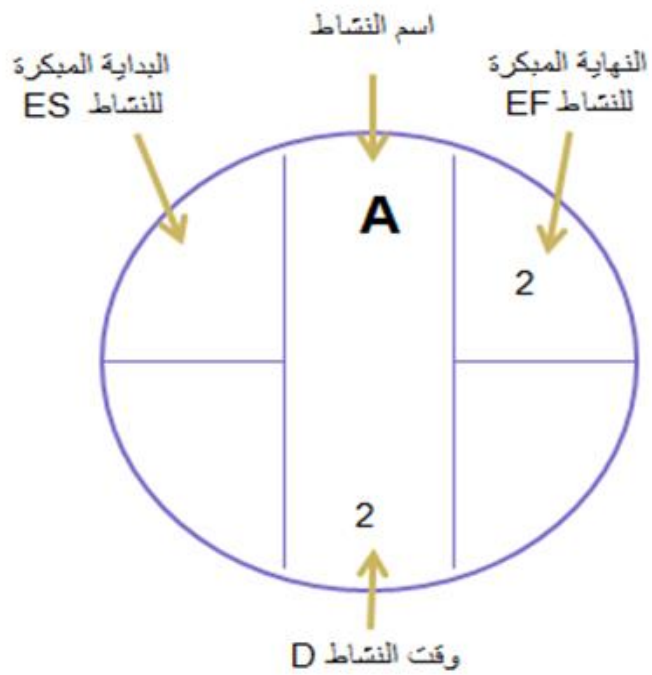 اسم النشاط
النهاية المبكرة
للنشاط EF
البداية المبكرة
للنشاط ES
A
2
2
وقت النشاط D